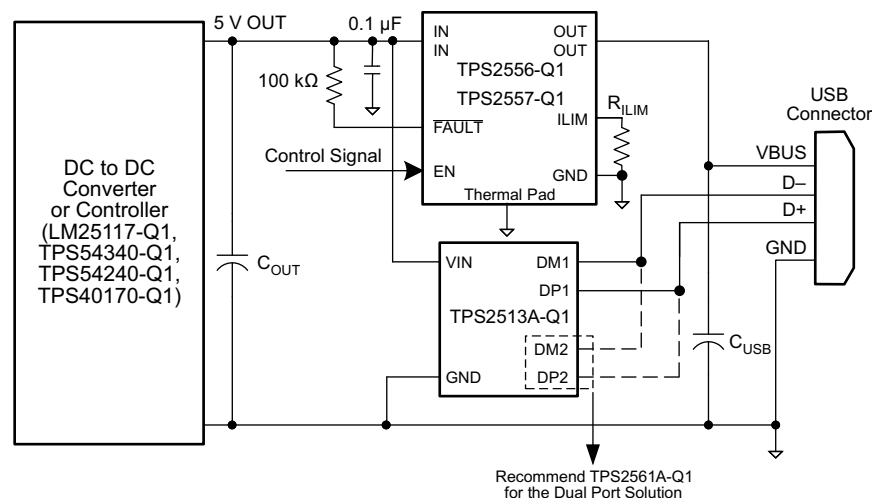 5 V OUT
0.1 µF
100 kΩ
IN
IN
OUT
OUT
TPS2556-Q1
TPS2557-Q1
FAULT
ILIM
R_ILIM
Control Signal
EN
GND
Thermal Pad
USB
Connector
VBUS
D–
D+
GND
DC to DC
Converter
or Controller
(LM25117-Q1,
TPS54340-Q1,
TPS54240-Q1,
TPS40170-Q1)
C_OUT
VIN
DM1
DP1
TPS2513A-Q1
DM2
DP2
GND
C_USB
Recommend TPS2561A-Q1
for the Dual Port Solution